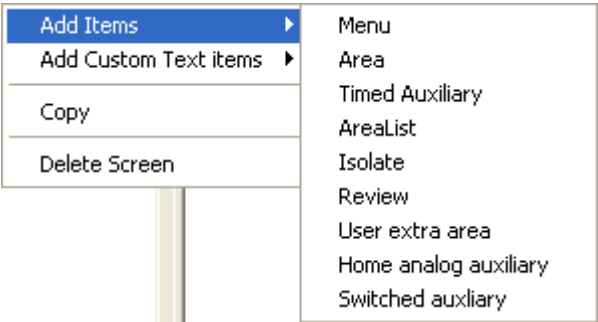 Add Items
Add Custom Text items
Copy
Delete Screen
Menu
Area
Timed Auxiliary
AreaList
Isolate
Review
User extra area
Home analog auxiliary
Switched auxliary